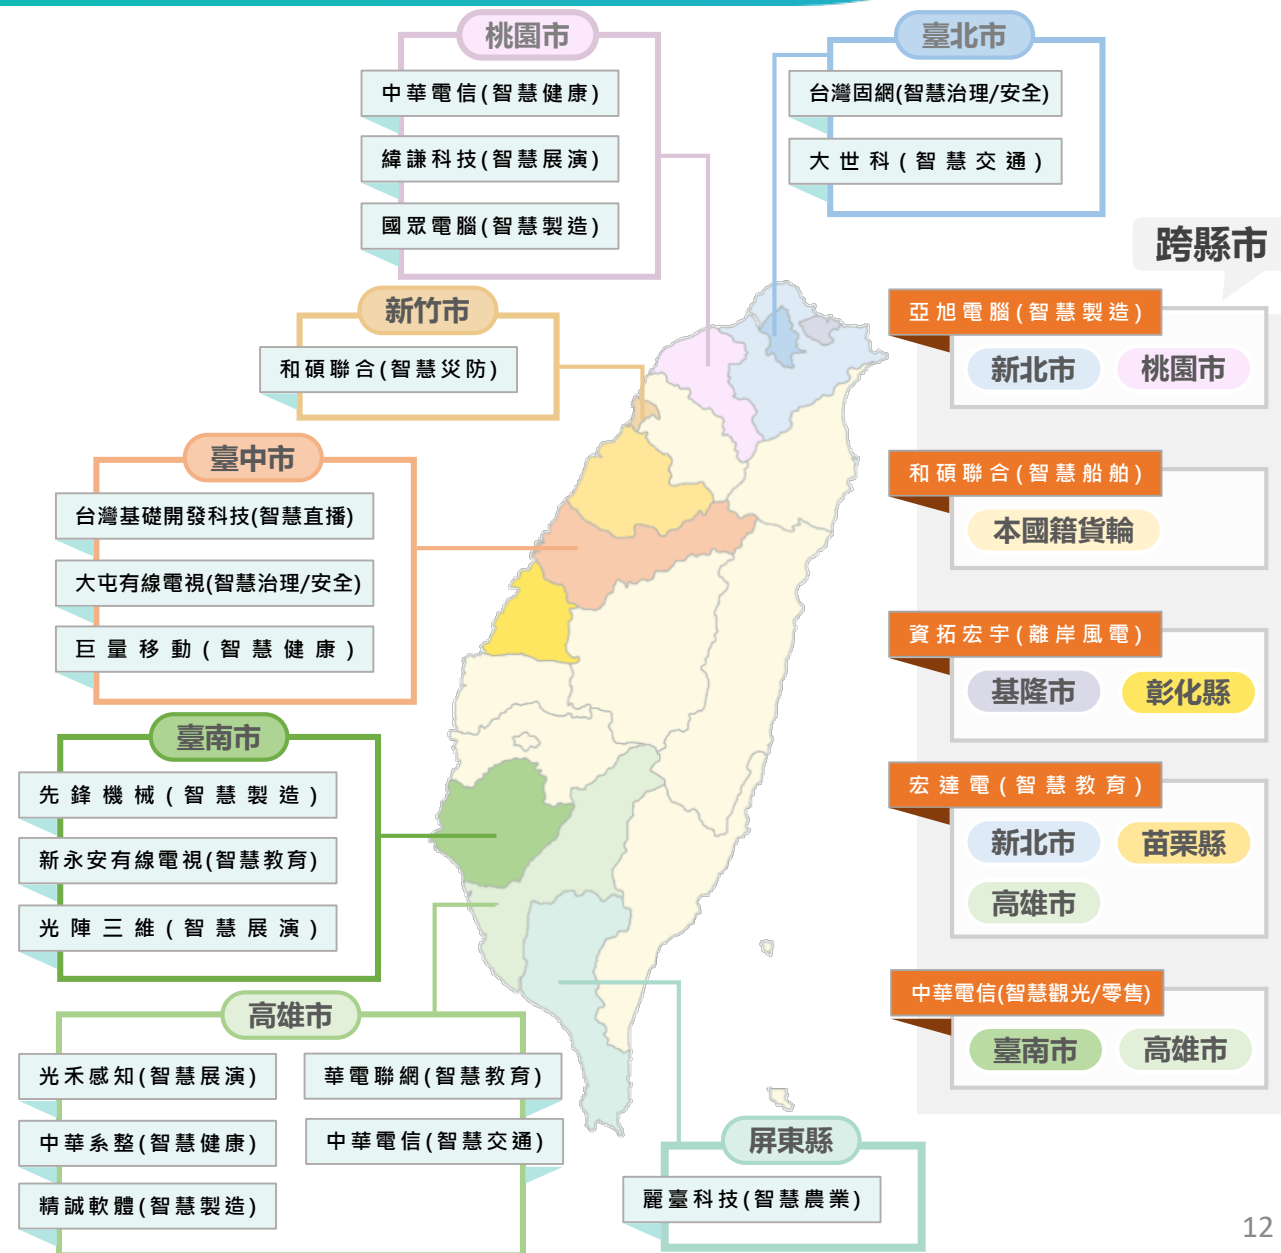 桃園市
中華電信(智慧健康)
緯謙科技(智慧展演)
國眾電腦(智慧製造)
臺北市
台灣固網(智慧治理/安全)
大世科(智慧交通)
新竹市
和碩聯合(智慧災防)
臺中市
台灣基礎開發科技(智慧直播)
大屯有線電視(智慧治理/安全)
巨量移動(智慧健康)
臺南市
先鋒機械(智慧製造)
新永安有線電視(智慧教育)
光陣三維(智慧展演)
高雄市
光禾感知(智慧展演)
華電聯網(智慧教育)
中華系整(智慧健康)
中華電信(智慧交通)
精誠軟體(智慧製造)
屏東縣
麗臺科技(智慧農業)
跨縣市
亞旭電腦(智慧製造)
新北市 桃園市
和碩聯合(智慧船舶)
本國籍貨輪
資拓宏宇(離岸風電)
基隆市 彰化縣
宏達電(智慧教育)
新北市 苗栗縣
高雄市
中華電信(智慧觀光/零售)
臺南市 高雄市
12